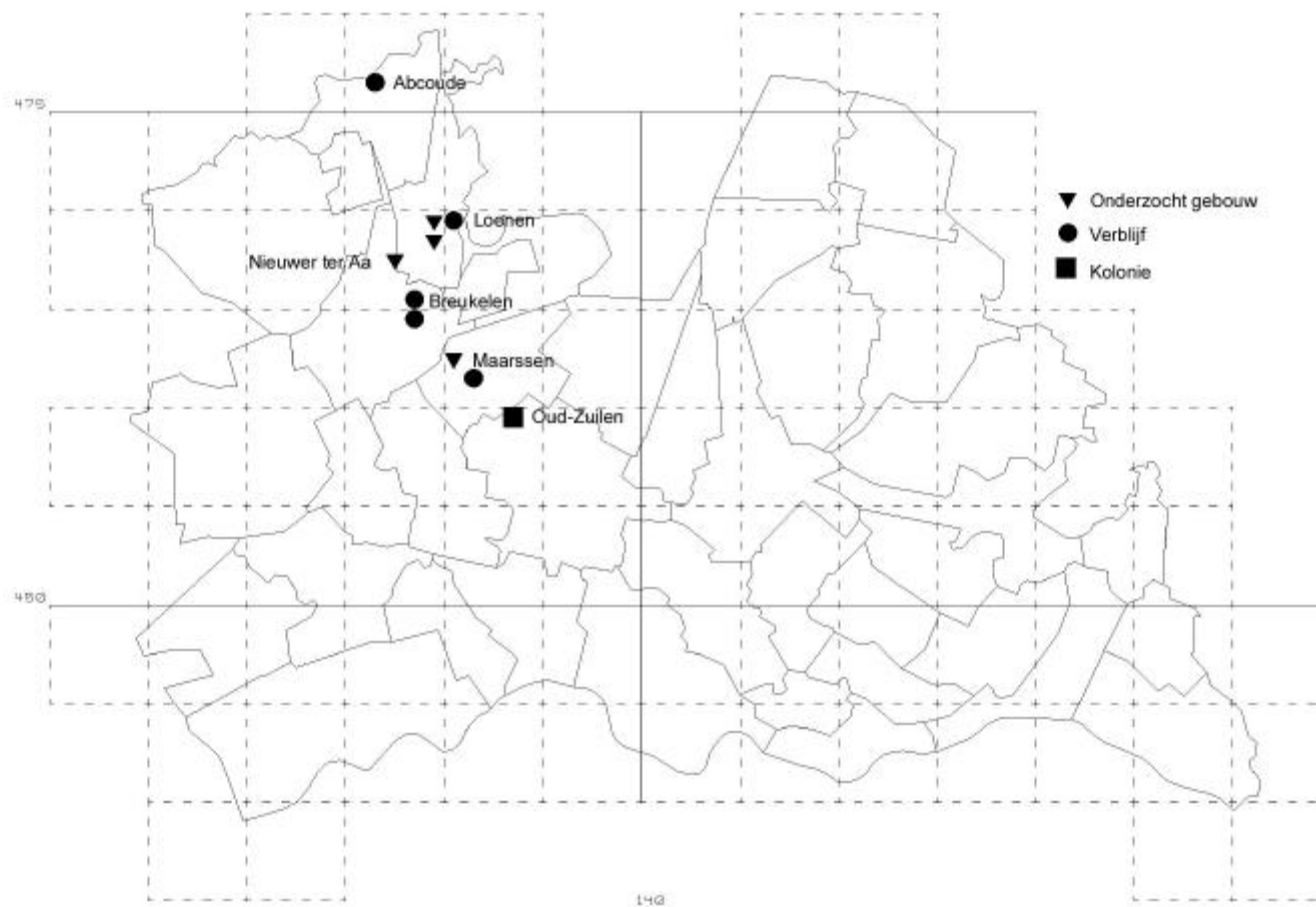 Abcoude
475
Loenen
Onderzocht gebouw
Verblijf
Kolonie
Nieuwer ter Aa
Breukelen
Maarssen
Oud-Zuilen
450
140